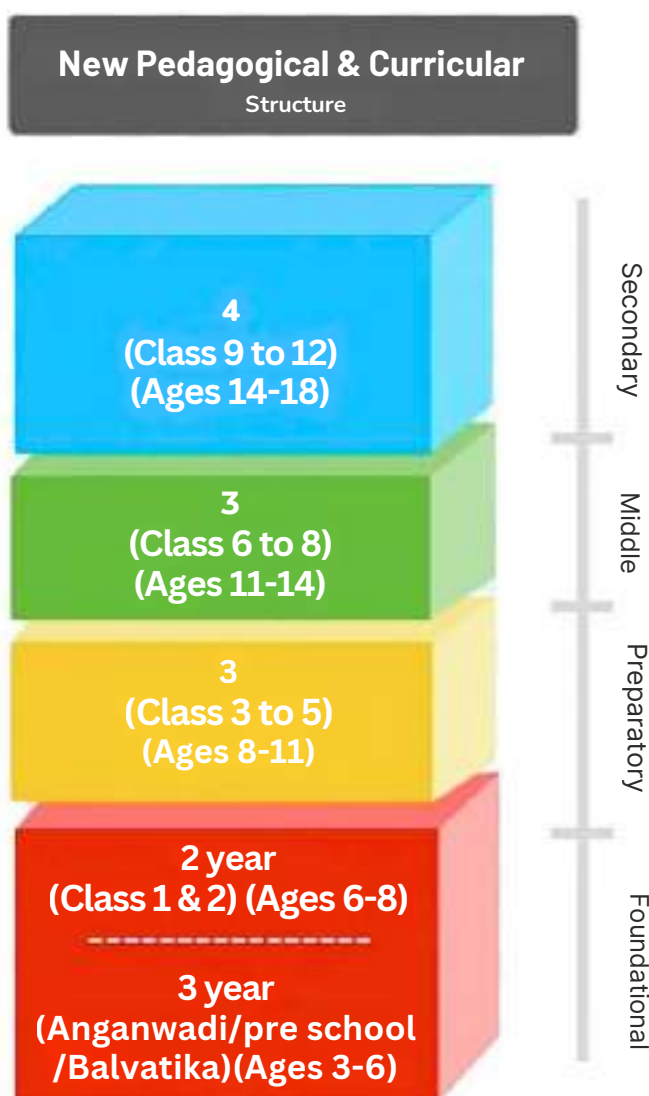 New Pedagogical & Curricular
Structure
4
(Class 9 to 12)
(Ages 14-18)
Secondary
3
(Class 6 to 8)
(Ages 11-14)
Middle
3
(Class 3 to 5)
(Ages 8-11)
Preparatory
2 year
(Class 1 & 2) (Ages 6-8)
3 year
(Anganwadi/pre school
/Balvatika)(Ages 3-6)
Foundational